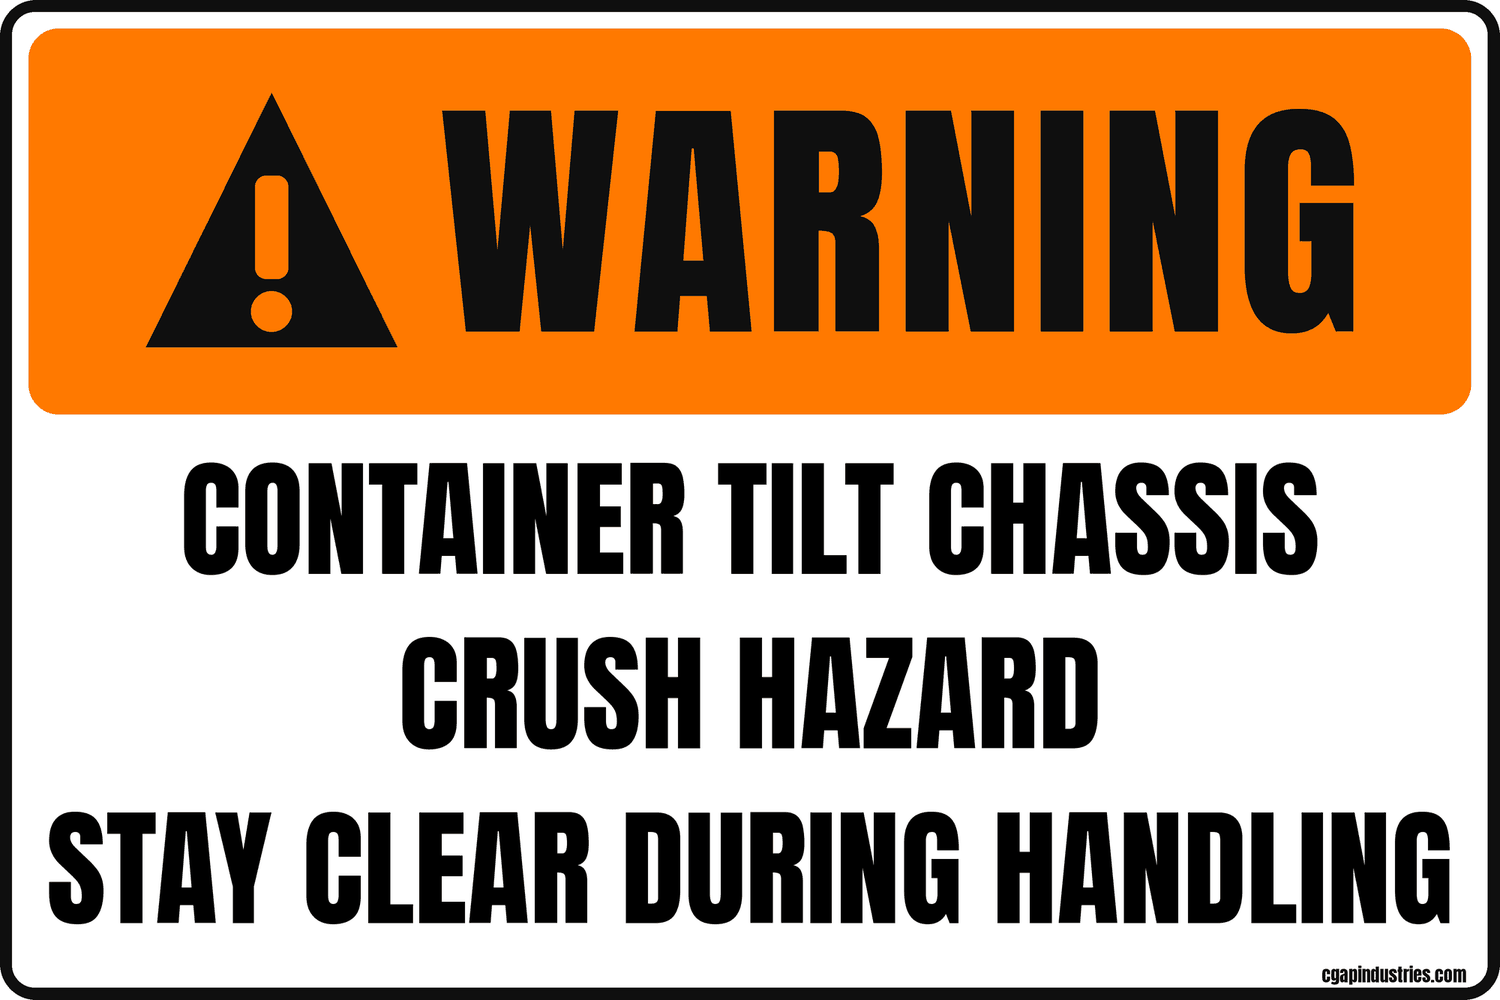 WARNING
CONTAINER TILT CHASSIS
CRUSH HAZARD
STAY CLEAR DURING HANDLING
cgapindustries.com